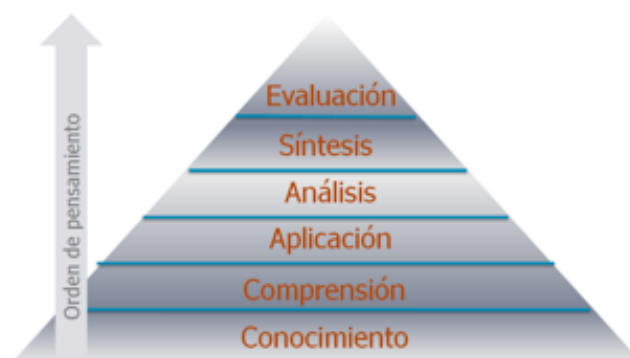 Orden de pensamiento
Evaluación
Síntesis
Análisis
Aplicación
Comprensión
Conocimiento